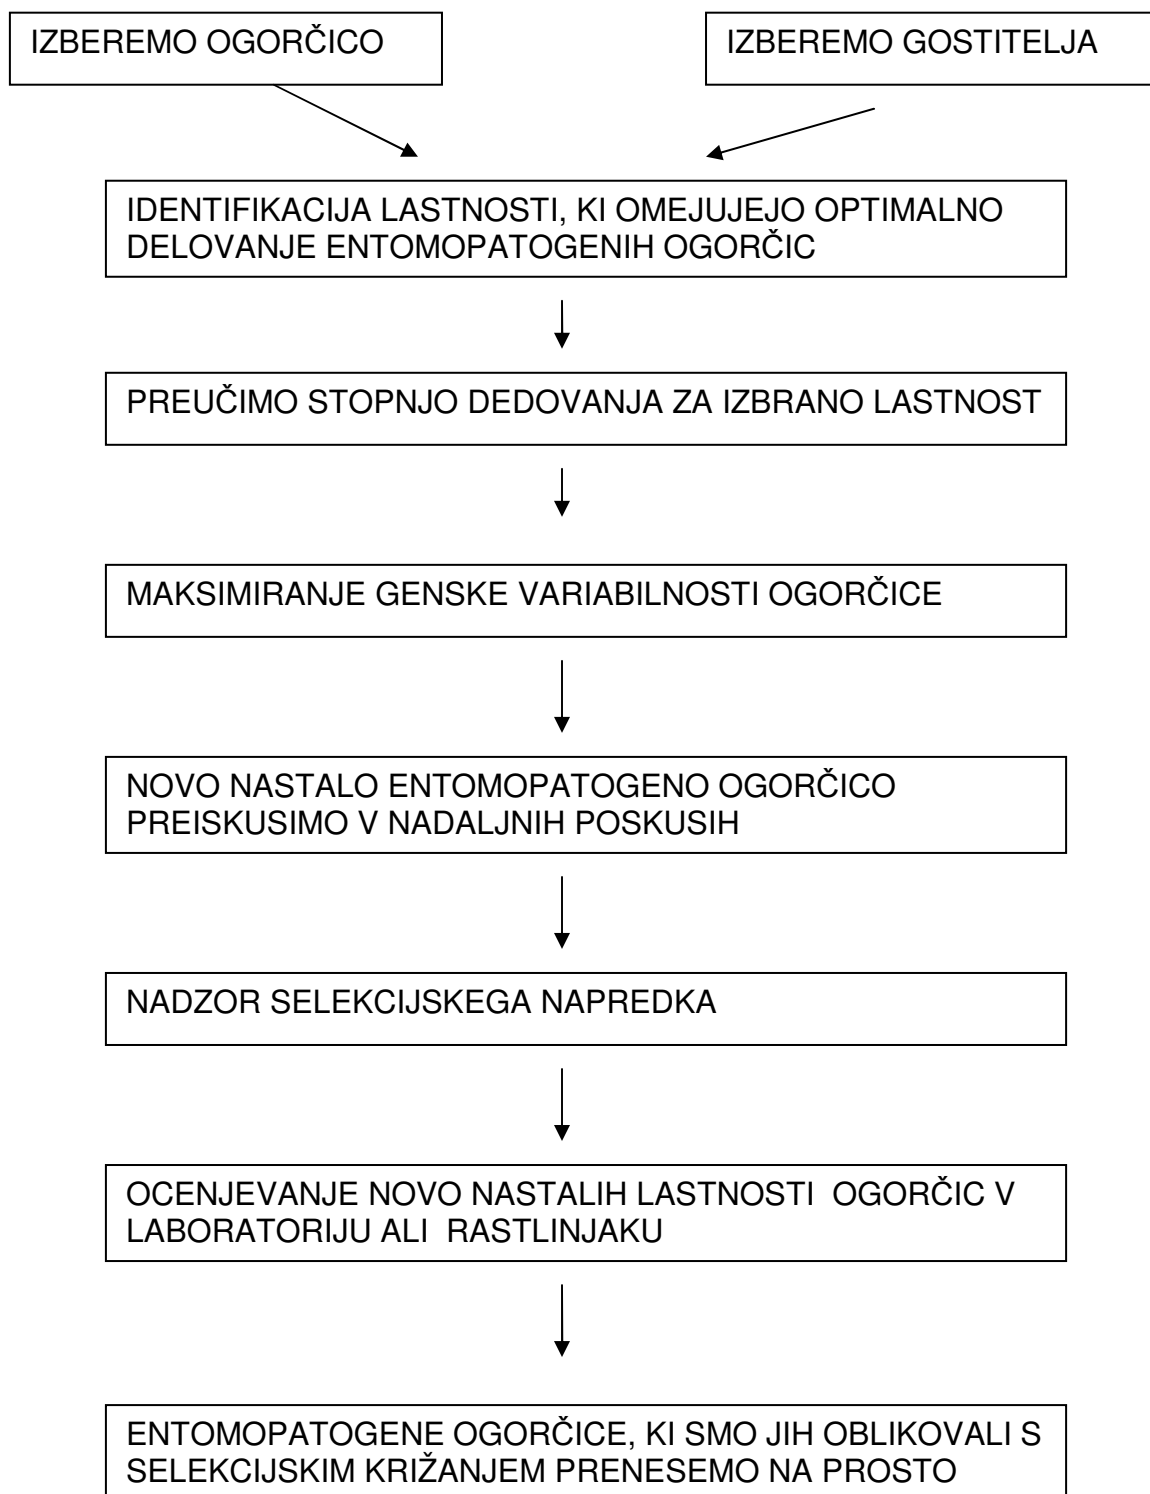 IZBEREMO OGORČICO
IZBEREMO GOSTITELJA
IDENTIFIKACIJA LASTNOSTI, KI OMEJUJEJO OPTIMALNO
DELOVANJE ENTOMOPATOGENIH OGORČIC
PREUČIMO STOPNJO DEDOVANJA ZA IZBRANO LASTNOST
MAKSIMIRANJE GENSKE VARIABILNOSTI OGORČICE
NOVO NASTALO ENTOMOPATOGENO OGORČICO
PREISKUSIMO V NADALJNIH POSKUSIH
NADZOR SELEKCIJSKEGA NAPREDKA
OCENJEVANJE NOVO NASTALIH LASTNOSTI OGORČIC V
LABORATORIJU ALI RASTLINJAKU
ENTOMOPATOGENE OGORČICE, KI SMO JIH OBLIKOVALI S
SELEKCIJSKIM KRIŽANJEM PRENESEMO NA PROSTO